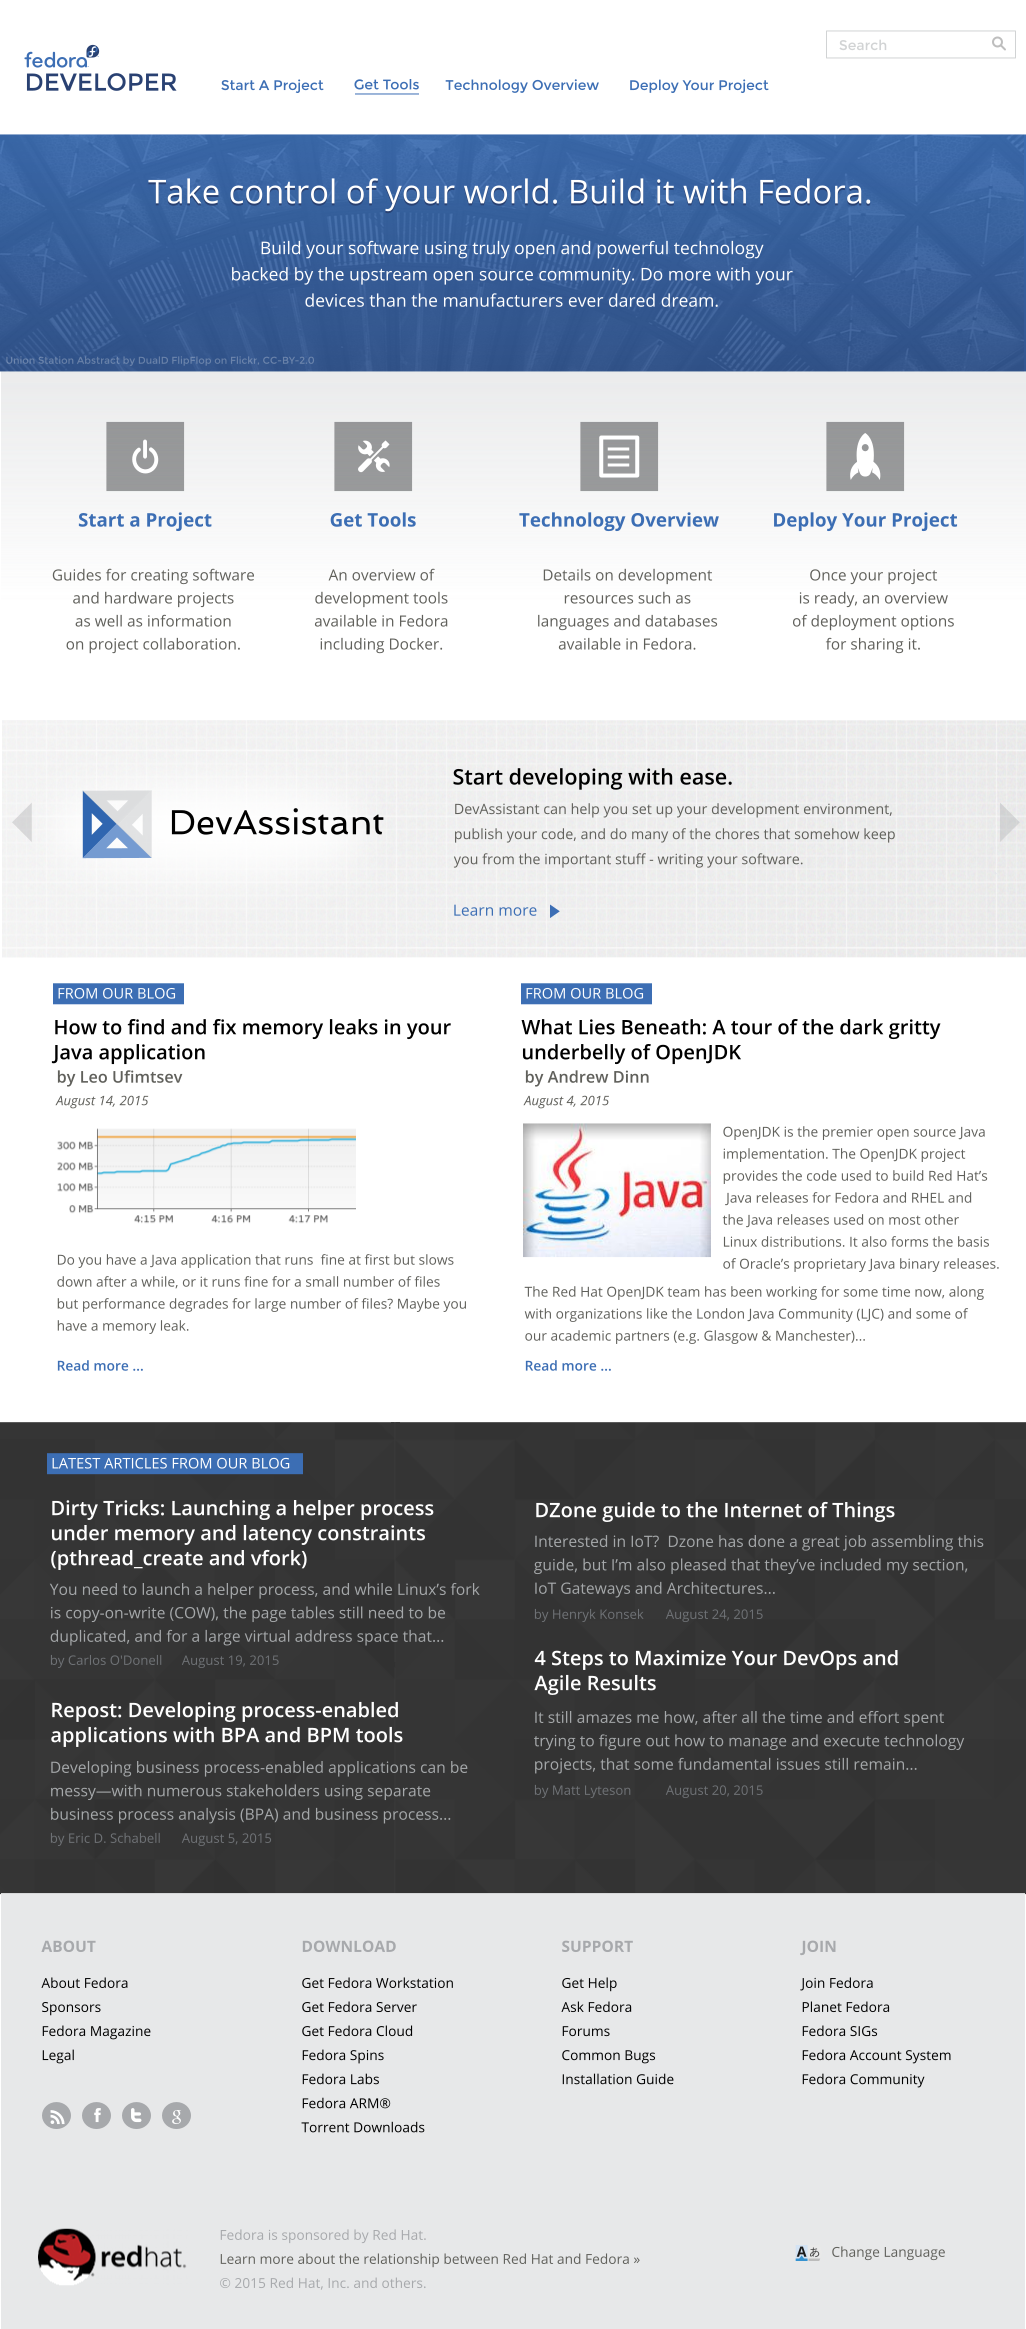 Search
fedora
DEVELOPER
Start A Project
Get Tools
Technology Overview
Deploy Your Project
Take control of your world. Build it with Fedora.
Build your software using truly open and powerful technology
backed by the upstream open source community. Do more with your
devices than the manufacturers ever dared dream.
Union Station Abstract by DualD FlipFlop on Flickr, CC-BY-2.0
Start a Project
Guides for creating software
and hardware projects
as well as information
on project collaboration.
Get Tools
An overview of
development tools
available in Fedora
including Docker.
Technology Overview
Details on development
resources such as
languages and databases
available in Fedora.
Deploy Your Project
Once your project
is ready, an overview
of deployment options
for sharing it.
DevAssistant
Start developing with ease.
DevAssistant can help you set up your development environment,
publish your code, and do many of the chores that somehow keep
you from the important stuff - writing your software.
Learn more
FROM OUR BLOG
How to find and fix memory leaks in your
Java application
by Leo Ufimtsev
August 14, 2015
300 MB
200 MB
100 MB
0 MB
4:15 PM
4:16 PM
4:17 PM
Do you have a Java application that runs  fine at first but slows
down after a while, or it runs fine for a small number of files
but performance degrades for large number of files? Maybe you
have a memory leak.
Read more ...
FROM OUR BLOG
What Lies Beneath: A tour of the dark gritty
underbelly of OpenJDK
by Andrew Dinn
August 4, 2015
Java
OpenJDK is the premier open source Java
implementation. The OpenJDK project
provides the code used to build Red Hat's
Java releases for Fedora and RHEL and
the Java releases used on most other
Linux distributions. It also forms the basis
of Oracle's proprietary Java binary releases.
The Red Hat OpenJDK team has been working for some time now, along
with organizations like the London Java Community (LJC) and some of
our academic partners (e.g. Glasgow & Manchester)...
Read more ...
LATEST ARTICLES FROM OUR BLOG
Dirty Tricks: Launching a helper process
under memory and latency constraints
(pthread_create and vfork)
You need to launch a helper process, and while Linux's fork
is copy-on-write (COW), the page tables still need to be
duplicated, and for a large virtual address space that...
by Carlos O'Donell August 19, 2015
Repost: Developing process-enabled
applications with BPA and BPM tools
Developing business process-enabled applications can be
messy—with numerous stakeholders using separate
business process analysis (BPA) and business process...
by Eric D. Schabell August 5, 2015
DZone guide to the Internet of Things
Interested in IoT?  Dzone has done a great job assembling this
guide, but I'm also pleased that they've included my section,
IoT Gateways and Architectures...
by Henryk Konsek August 24, 2015
4 Steps to Maximize Your DevOps and
Agile Results
It still amazes me how, after all the time and effort spent
trying to figure out how to manage and execute technology
projects, that some fundamental issues still remain...
by Matt Lyteson August 20, 2015
ABOUT
About Fedora
Sponsors
Fedora Magazine
Legal
DOWNLOAD
Get Fedora Workstation
Get Fedora Server
Get Fedora Cloud
Fedora Spins
Fedora Labs
Fedora ARM®
Torrent Downloads
SUPPORT
Get Help
Ask Fedora
Forums
Common Bugs
Installation Guide
JOIN
Join Fedora
Planet Fedora
Fedora SIGs
Fedora Account System
Fedora Community
redhat.
Fedora is sponsored by Red Hat.
Learn more about the relationship between Red Hat and Fedora »
© 2015 Red Hat, Inc. and others.
Aあ Change Language